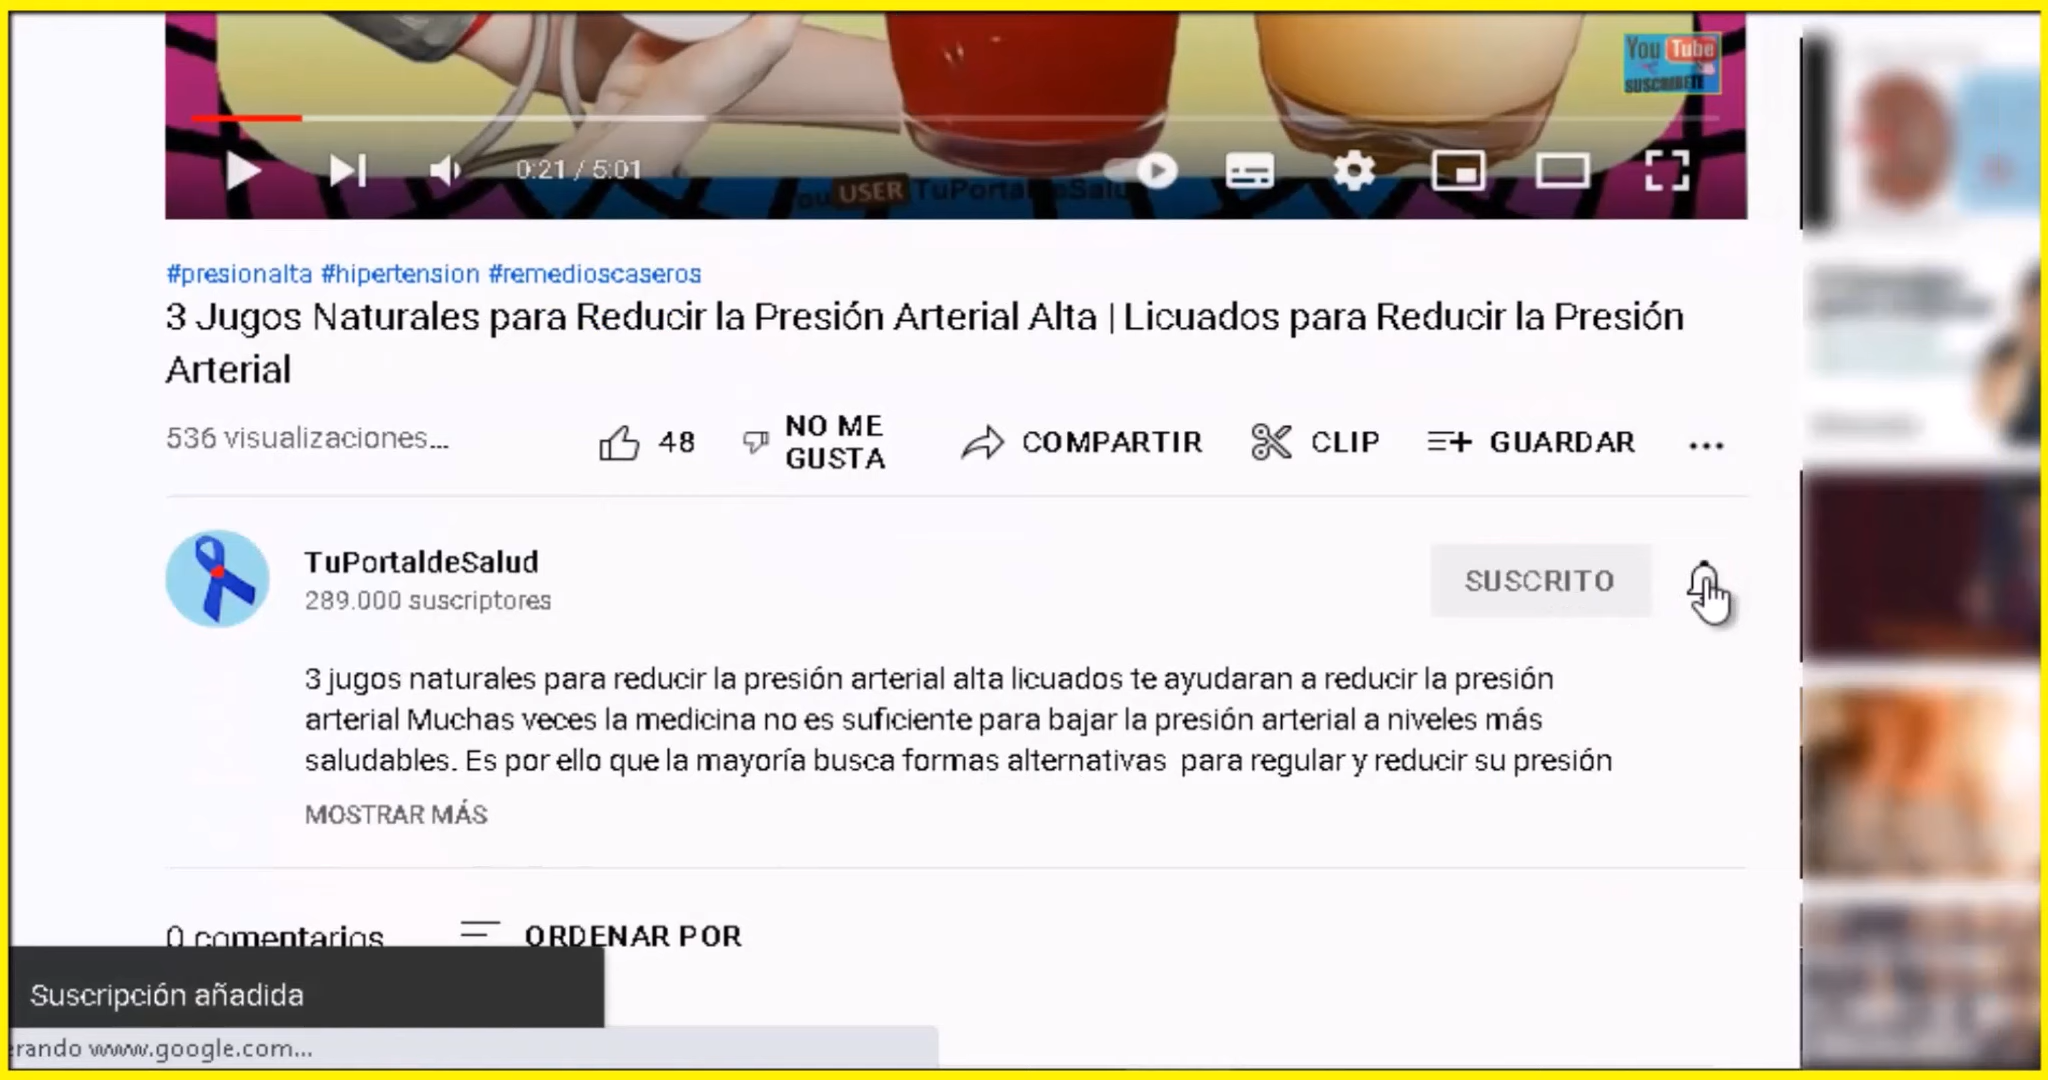 You Tube
SUSCRIBETE
0:21 / 5:01
USER TuPortaldeSalud
#presionalta #hipertension #remedioscaseros
3 Jugos Naturales para Reducir la Presión Arterial Alta | Licuados para Reducir la Presión
Arterial
536 visualizaciones...
48
NO ME
GUSTA
COMPARTIR
CLIP
GUARDAR
TuPortaldeSalud
289.000 suscriptores
SUSCRITO
3 jugos naturales para reducir la presión arterial alta licuados te ayudaran a reducir la presión
arterial Muchas veces la medicina no es suficiente para bajar la presión arterial a niveles más
saludables. Es por ello que la mayoría busca formas alternativas para regular y reducir su presión
MOSTRAR MÁS
0 comentarios
ORDENAR POR
Suscripción añadida
erando www.google.com...